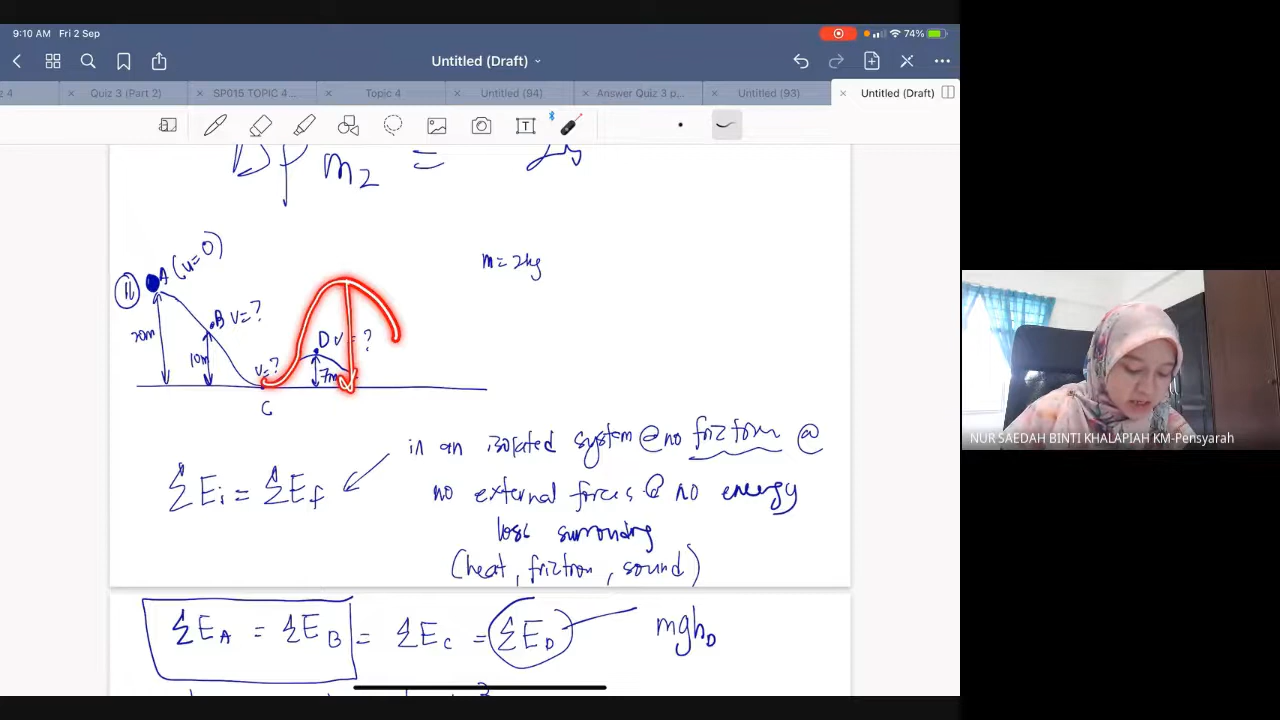 9:10 AM Fri 2 Sep
74%
Untitled (Draft)
z 4
Quiz 3 (Part 2)
SP015 TOPIC 4...
Topic 4
Untitled (94)
Answer Quiz 3 p...
Untitled (93)
Untitled (Draft)
m2 =
11 A (u=0)
m = 2kg
20m
B v=?
10m
v=?
D v = ?
7m
C
in an isolated system @ no friction @
ΣEi = ΣEf
no external forces @ no energy
loss surrounding
(heat, friction, sound)
ΣEA = ΣEB = ΣEC = ΣED
mghD
NUR SAEDAH BINTI KHALAPIAH KM-Pensyarah